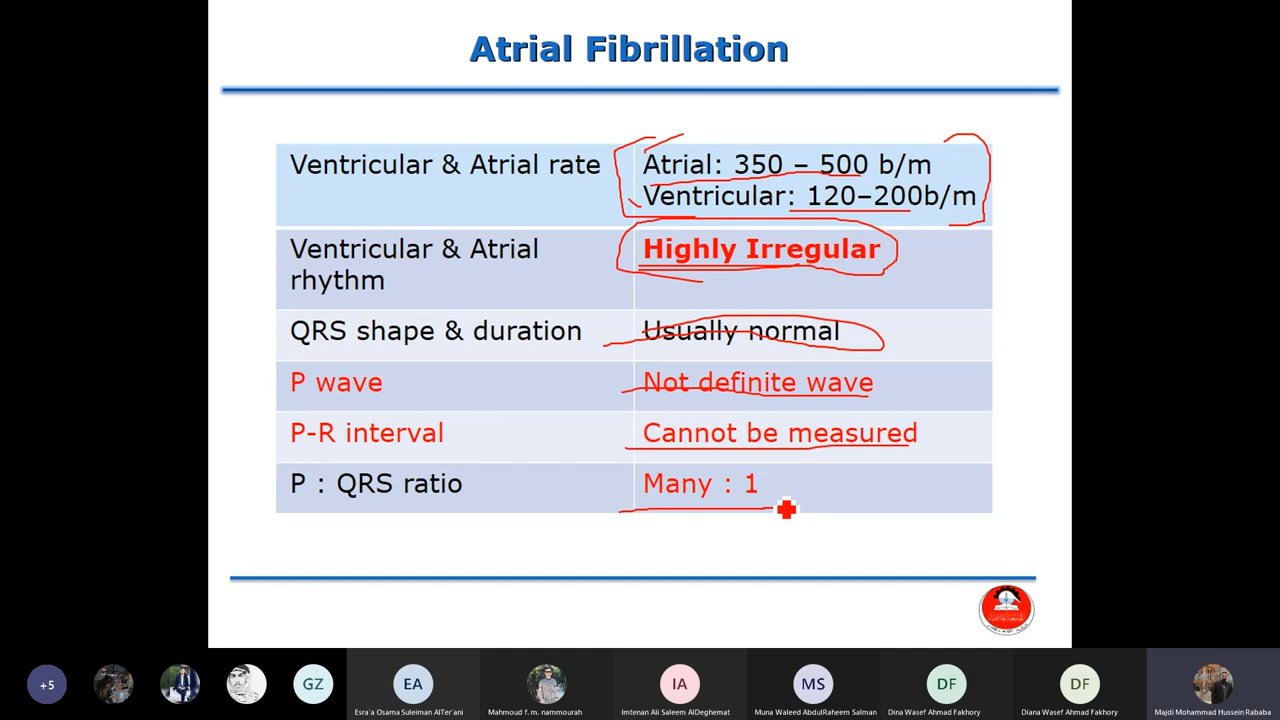 Atrial Fibrillation
Ventricular & Atrial rate
Atrial: 350 – 500 b/m
Ventricular: 120–200b/m
Ventricular & Atrial
rhythm
Highly Irregular
QRS shape & duration
Usually normal
P wave
Not definite wave
P-R interval
Cannot be measured
P : QRS ratio
Many : 1
+5
GZ
EA
IA
MS
DF
DF
Esra'a Osama Suleiman AlTer'ani
Mahmoud f. m. nammourah
Imtenan Ali Saleem AlDeghemat
Muna Waleed AbdulRaheem Salman
Dina Wasef Ahmad Fakhory
Diana Wasef Ahmad Fakhory
Majdi Mohammad Hussein Rababa